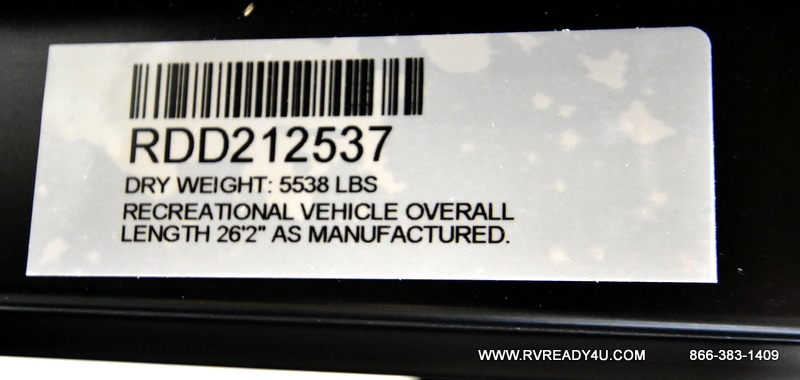 RDD212537
DRY WEIGHT: 5538 LBS
RECREATIONAL VEHICLE OVERALL
LENGTH 26'2" AS MANUFACTURED.
WWW.RVREADY4U.COM 866-383-1409